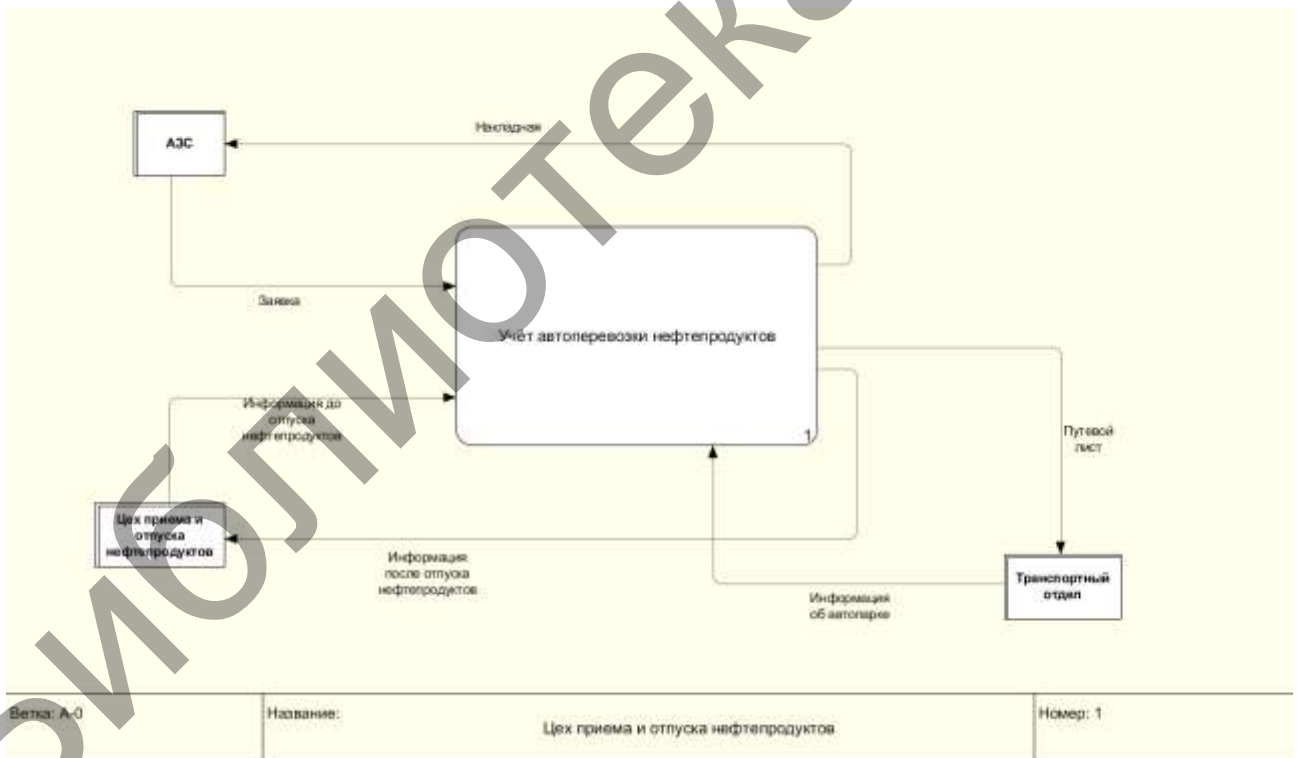 Библиотека
Накладная
АЗС
Заявка
Учёт автоперевозки нефтепродуктов
1
Информация до
отпуска
нефтепродуктов
Путевой
лист
Цех приема и
отпуска
нефтепродуктов
Информация
после отпуска
нефтепродуктов
Транспортный
отдел
Информация
об автопарке
Ветка: A-0
Название:
Цех приема и отпуска нефтепродуктов
Номер: 1